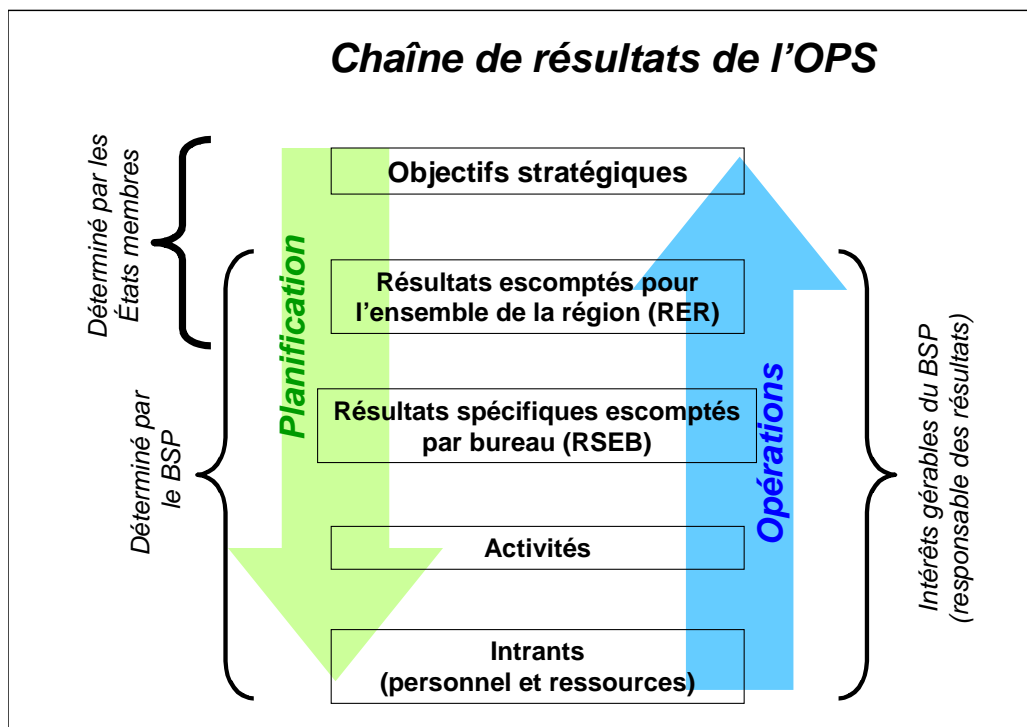 Chaîne de résultats de l'OPS
Déterminé par les
États membres
Déterminé par
le BSP
Planification
Objectifs stratégiques
Résultats escomptés pour
l'ensemble de la région (RER)
Résultats spécifiques escomptés
par bureau (RSEB)
Activités
Intrants
(personnel et ressources)
Opérations
Intérêts gérables du BSP
(responsable des résultats)